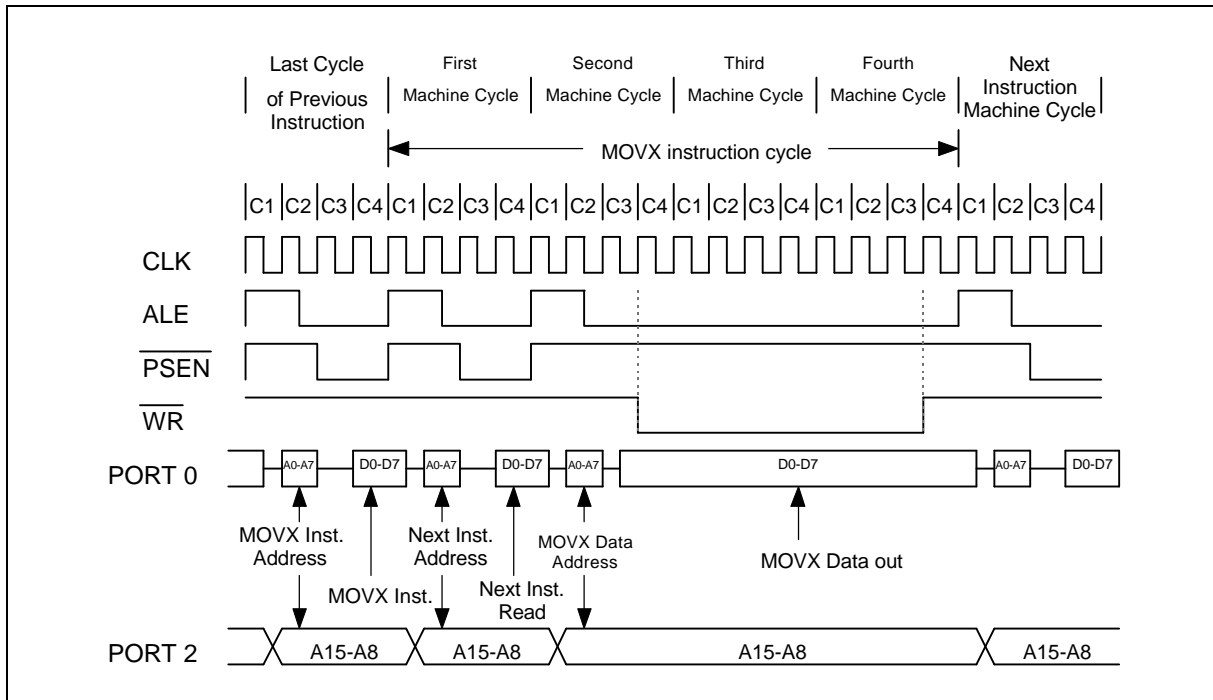 Last Cycle
of Previous
Instruction
First
Machine Cycle
Second
Machine Cycle
Third
Machine Cycle
Fourth
Machine Cycle
Next
Instruction
Machine Cycle
MOVX instruction cycle
C1 C2 C3 C4 C1 C2 C3 C4 C1 C2 C3 C4 C1 C2 C3 C4 C1 C2 C3 C4 C1 C2 C3 C4
CLK
ALE
PSEN
WR
PORT 0
A0-A7 D0-D7 A0-A7 D0-D7 A0-A7 D0-D7 A0-A7 D0-D7
MOVX Inst.
Address
MOVX Inst.
Next Inst.
Address
Next Inst.
Read
MOVX Data
Address
MOVX Data out
PORT 2
A15-A8 A15-A8 A15-A8 A15-A8